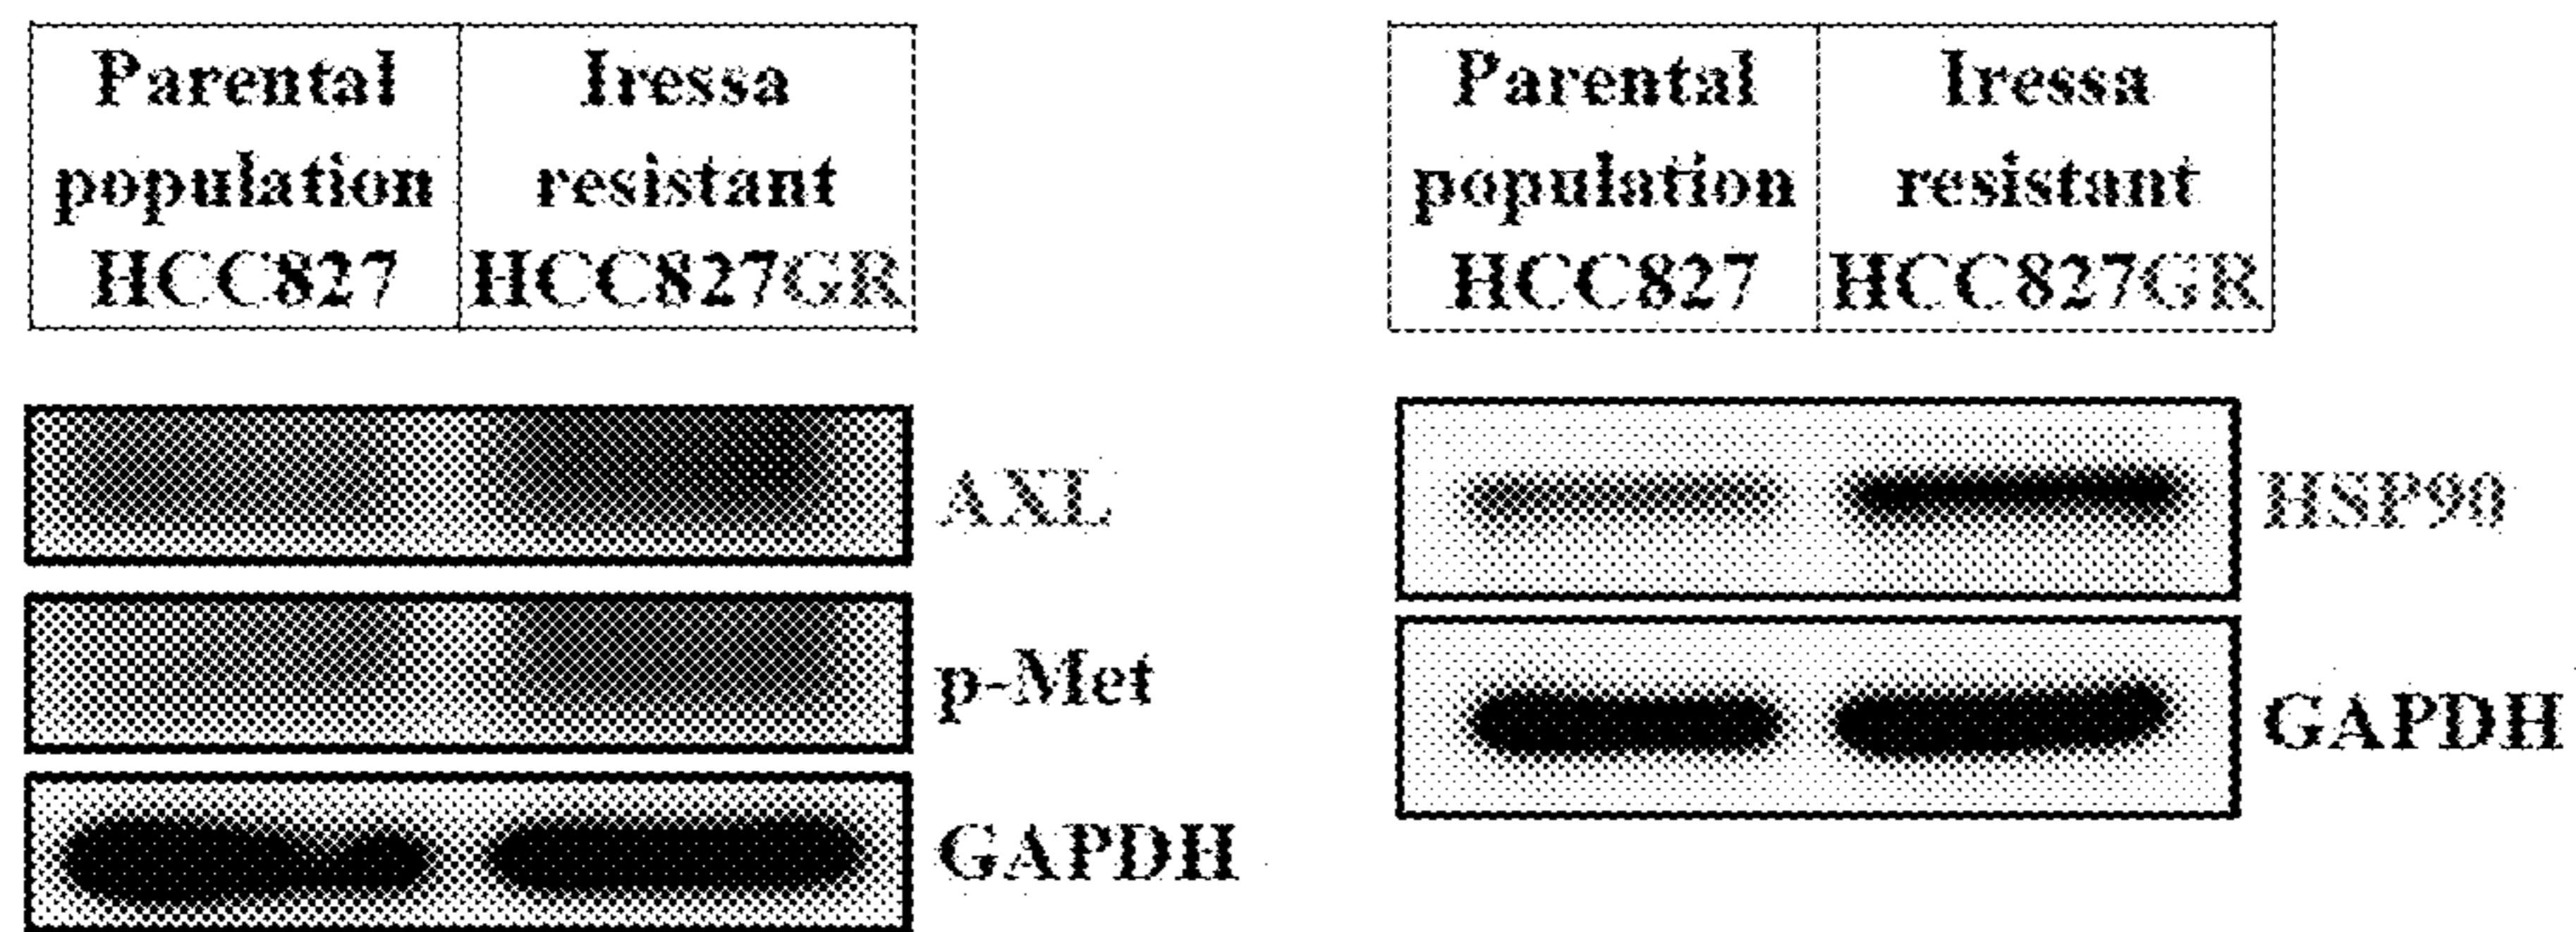 Parental
population
HCC827
Iressa
resistant
HCC827GR
AXL
p-Met
GAPDH
Parental
population
HCC827
Iressa
resistant
HCC827GR
HSP90
GAPDH